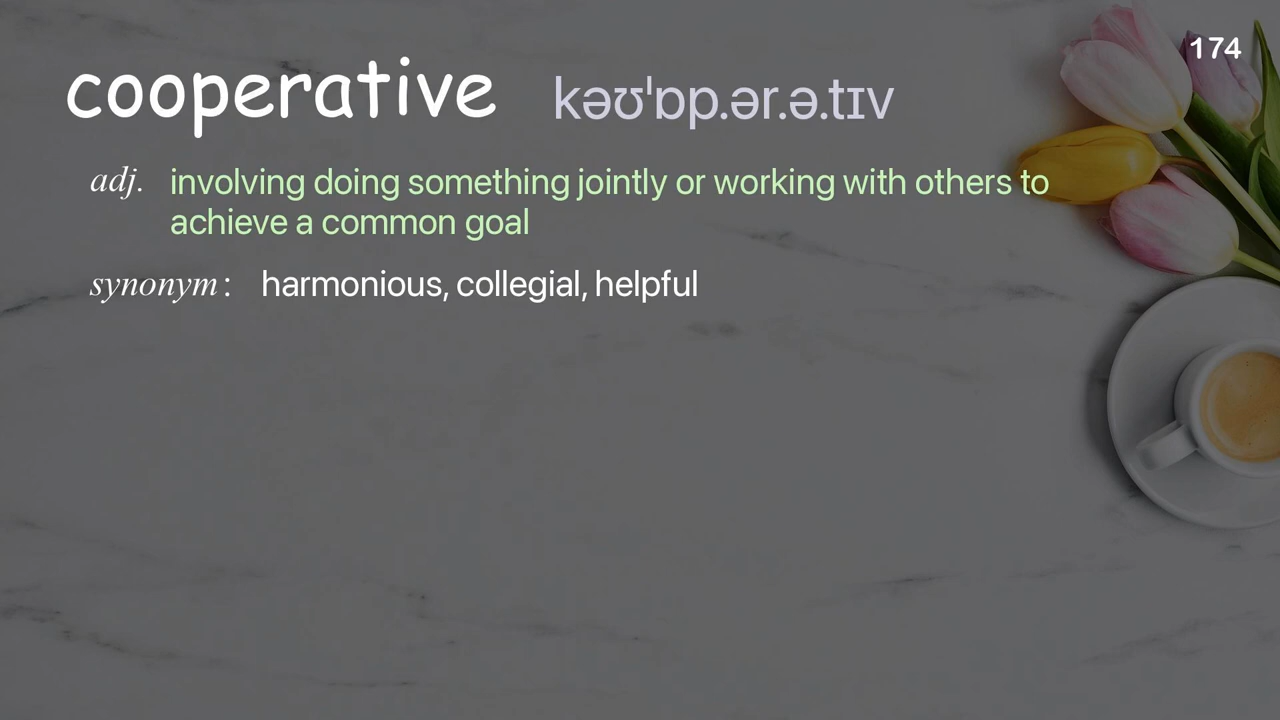 174
cooperative kəʊˈɒp.ər.ə.tɪv
adj. involving doing something jointly or working with others to
achieve a common goal
synonym : harmonious, collegial, helpful